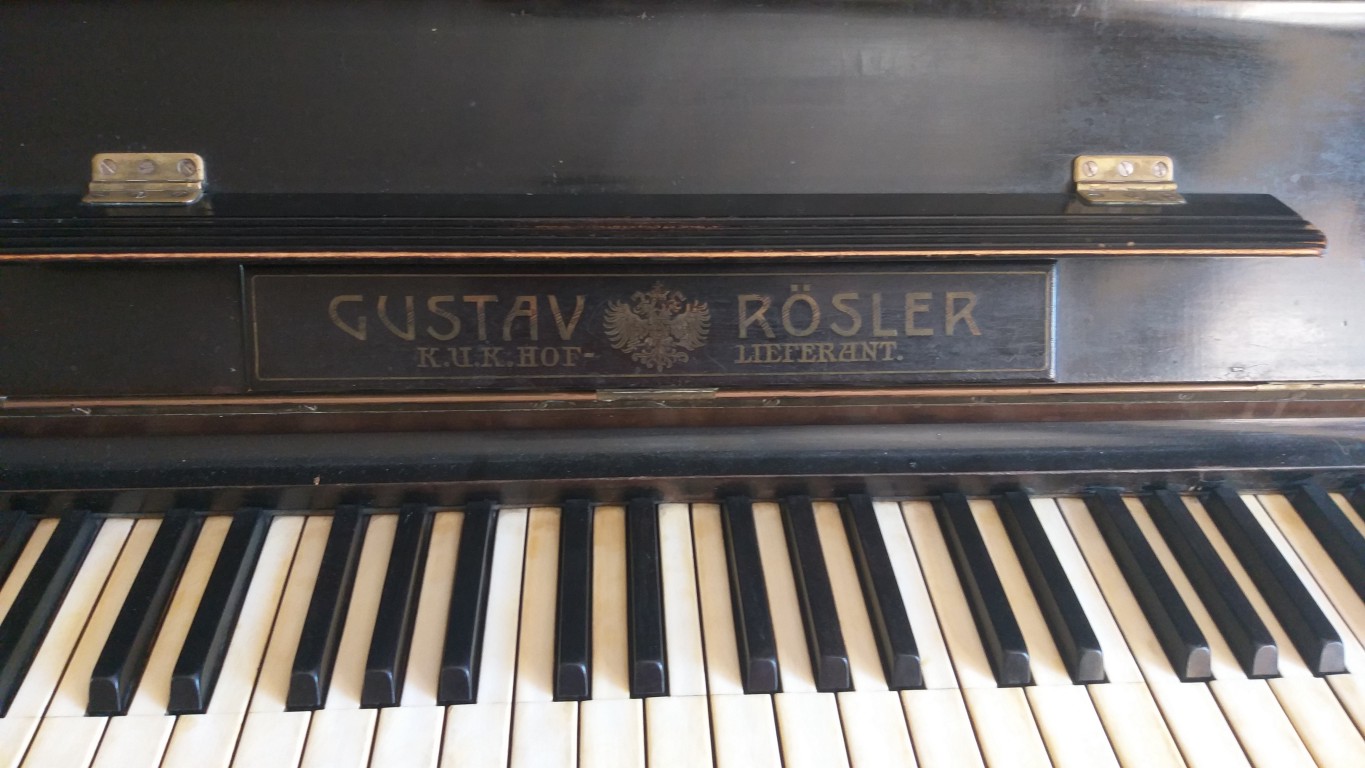 GUSTAV RÖSLER
K.U.K. HOF- LIEFERANT.